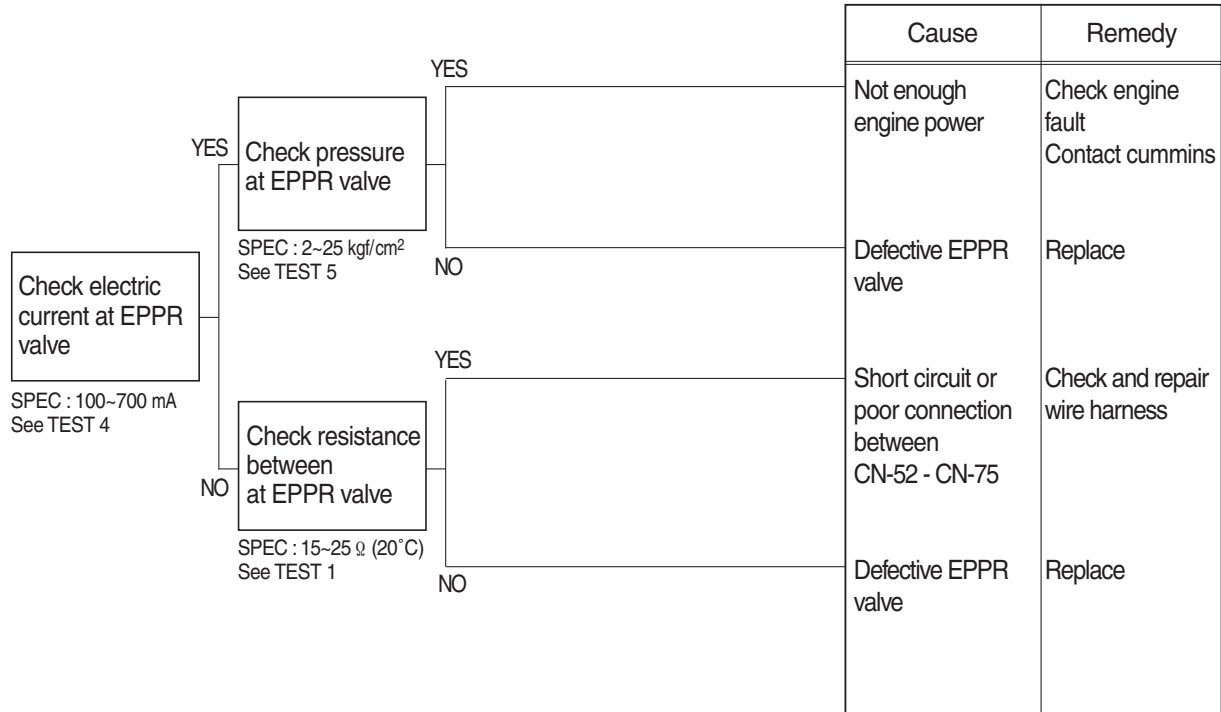 Check electric
current at EPPR
valve
SPEC : 100~700 mA
See TEST 4
YES
Check pressure
at EPPR valve
SPEC : 2~25 kgf/cm²
See TEST 5
NO
Check resistance
between
at EPPR valve
SPEC : 15~25 Ω (20˚C)
See TEST 1
YES
NO
YES
NO
Cause
Remedy
Not enough
engine power
Check engine
fault
Contact cummins
Defective EPPR
valve
Replace
Short circuit or
poor connection
between
CN-52 - CN-75
Check and repair
wire harness
Defective EPPR
valve
Replace